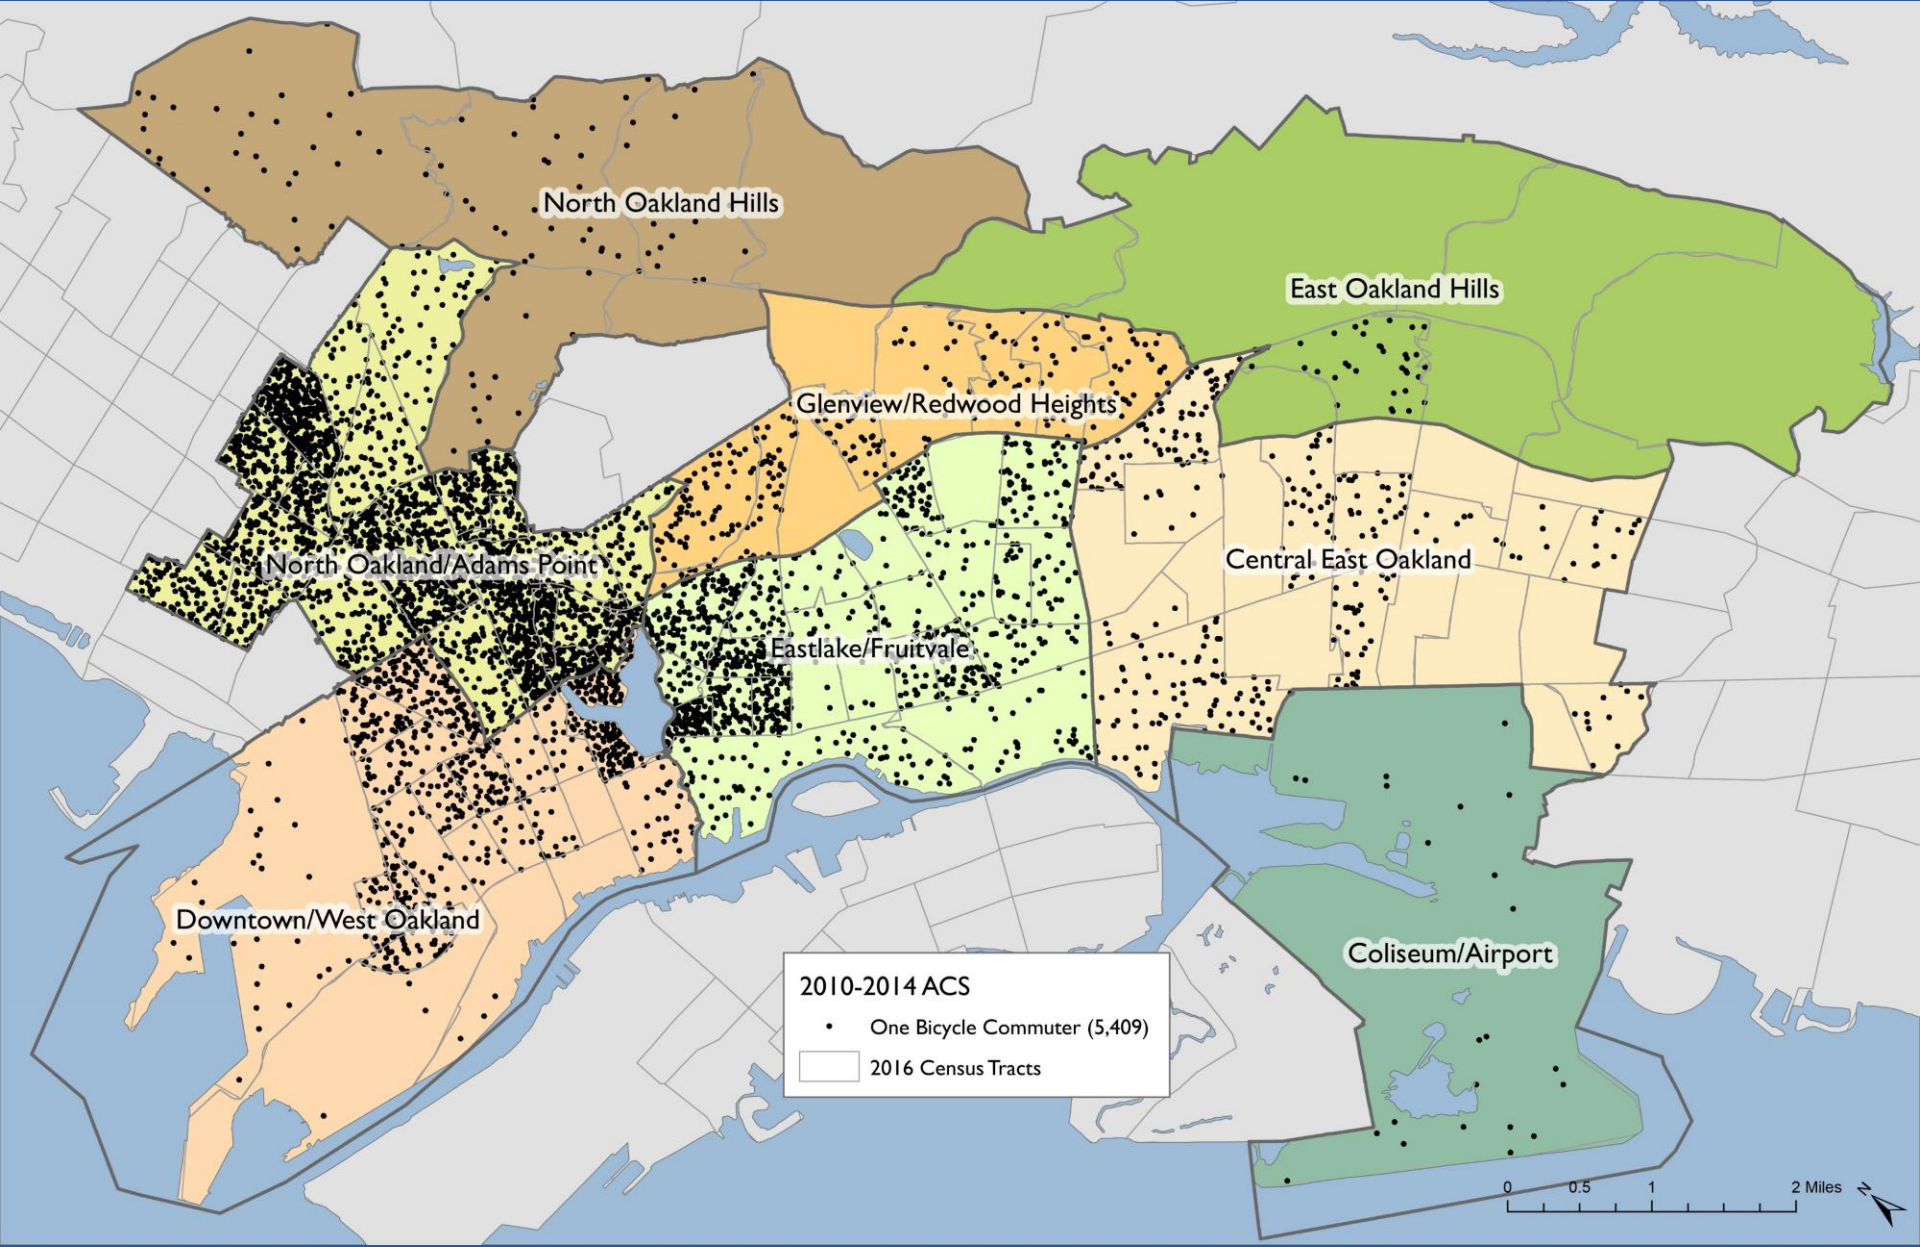 North Oakland Hills
East Oakland Hills
Glenview/Redwood Heights
North Oakland/Adams Point
Central East Oakland
Eastlake/Fruitvale
Downtown/West Oakland
Coliseum/Airport
2010-2014 ACS
One Bicycle Commuter (5,409)
2016 Census Tracts
0 0.5 1 2 Miles
N